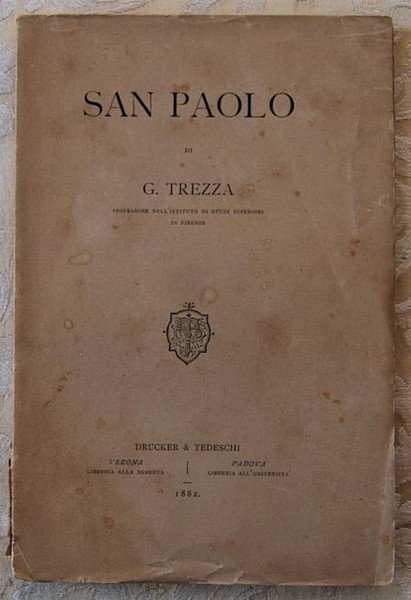 SAN PAOLO
DI
G. TREZZA
PROFESSORE NELL'ISTITUTO DI STUDI SUPERIORI
IN FIRENZE
DRUCKER & TEDESCHI
VERONA
LIBRERIA ALLA MINERVA
PADOVA
LIBRERIA ALL'UNIVERSITÀ
1882.